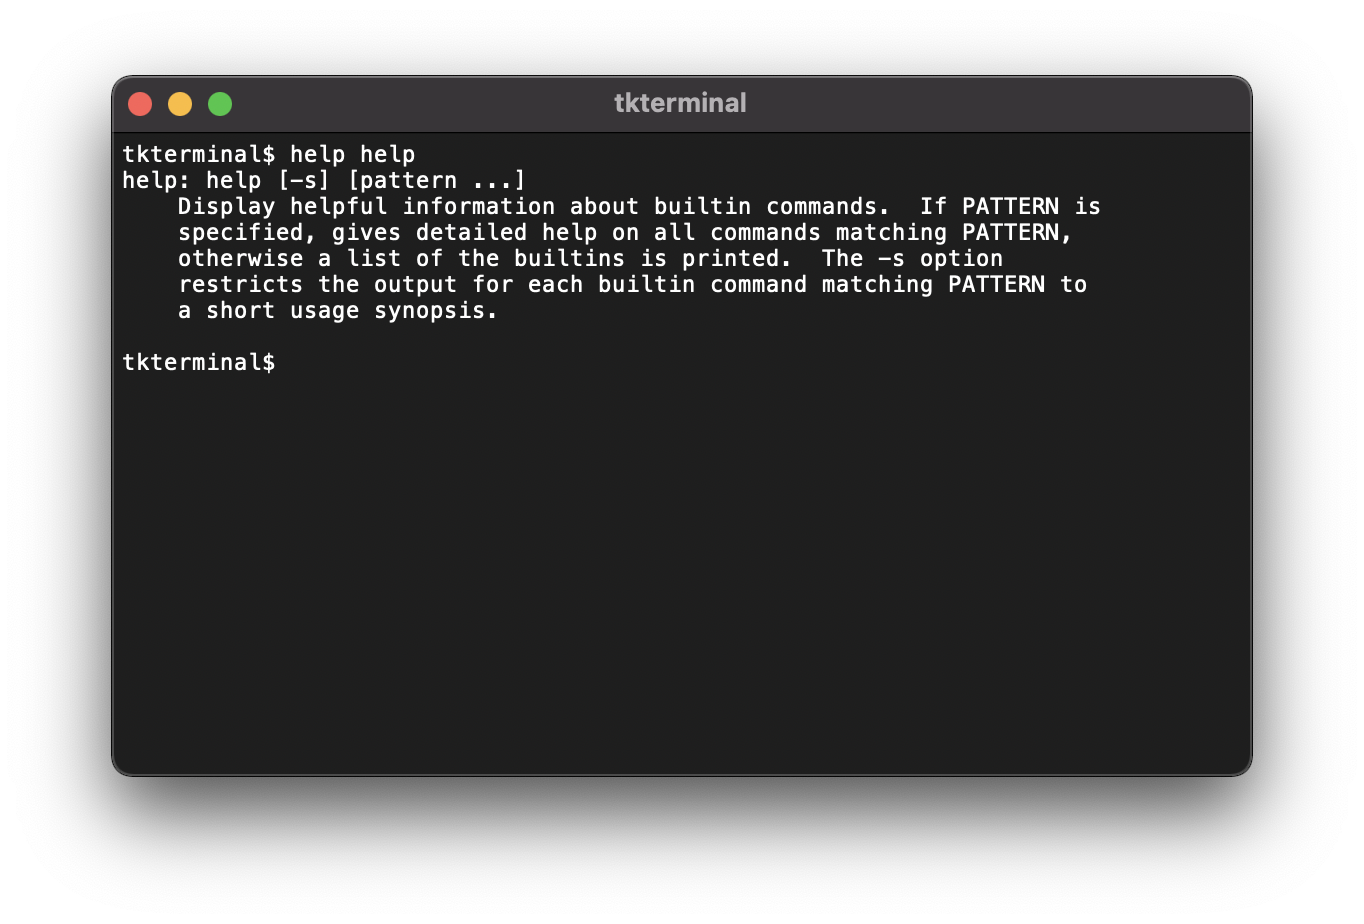 tkterminal
tkterminal$ help help
help: help [-s] [pattern ...]
    Display helpful information about builtin commands.  If PATTERN is
    specified, gives detailed help on all commands matching PATTERN,
    otherwise a list of the builtins is printed.  The -s option
    restricts the output for each builtin command matching PATTERN to
    a short usage synopsis.

tkterminal$